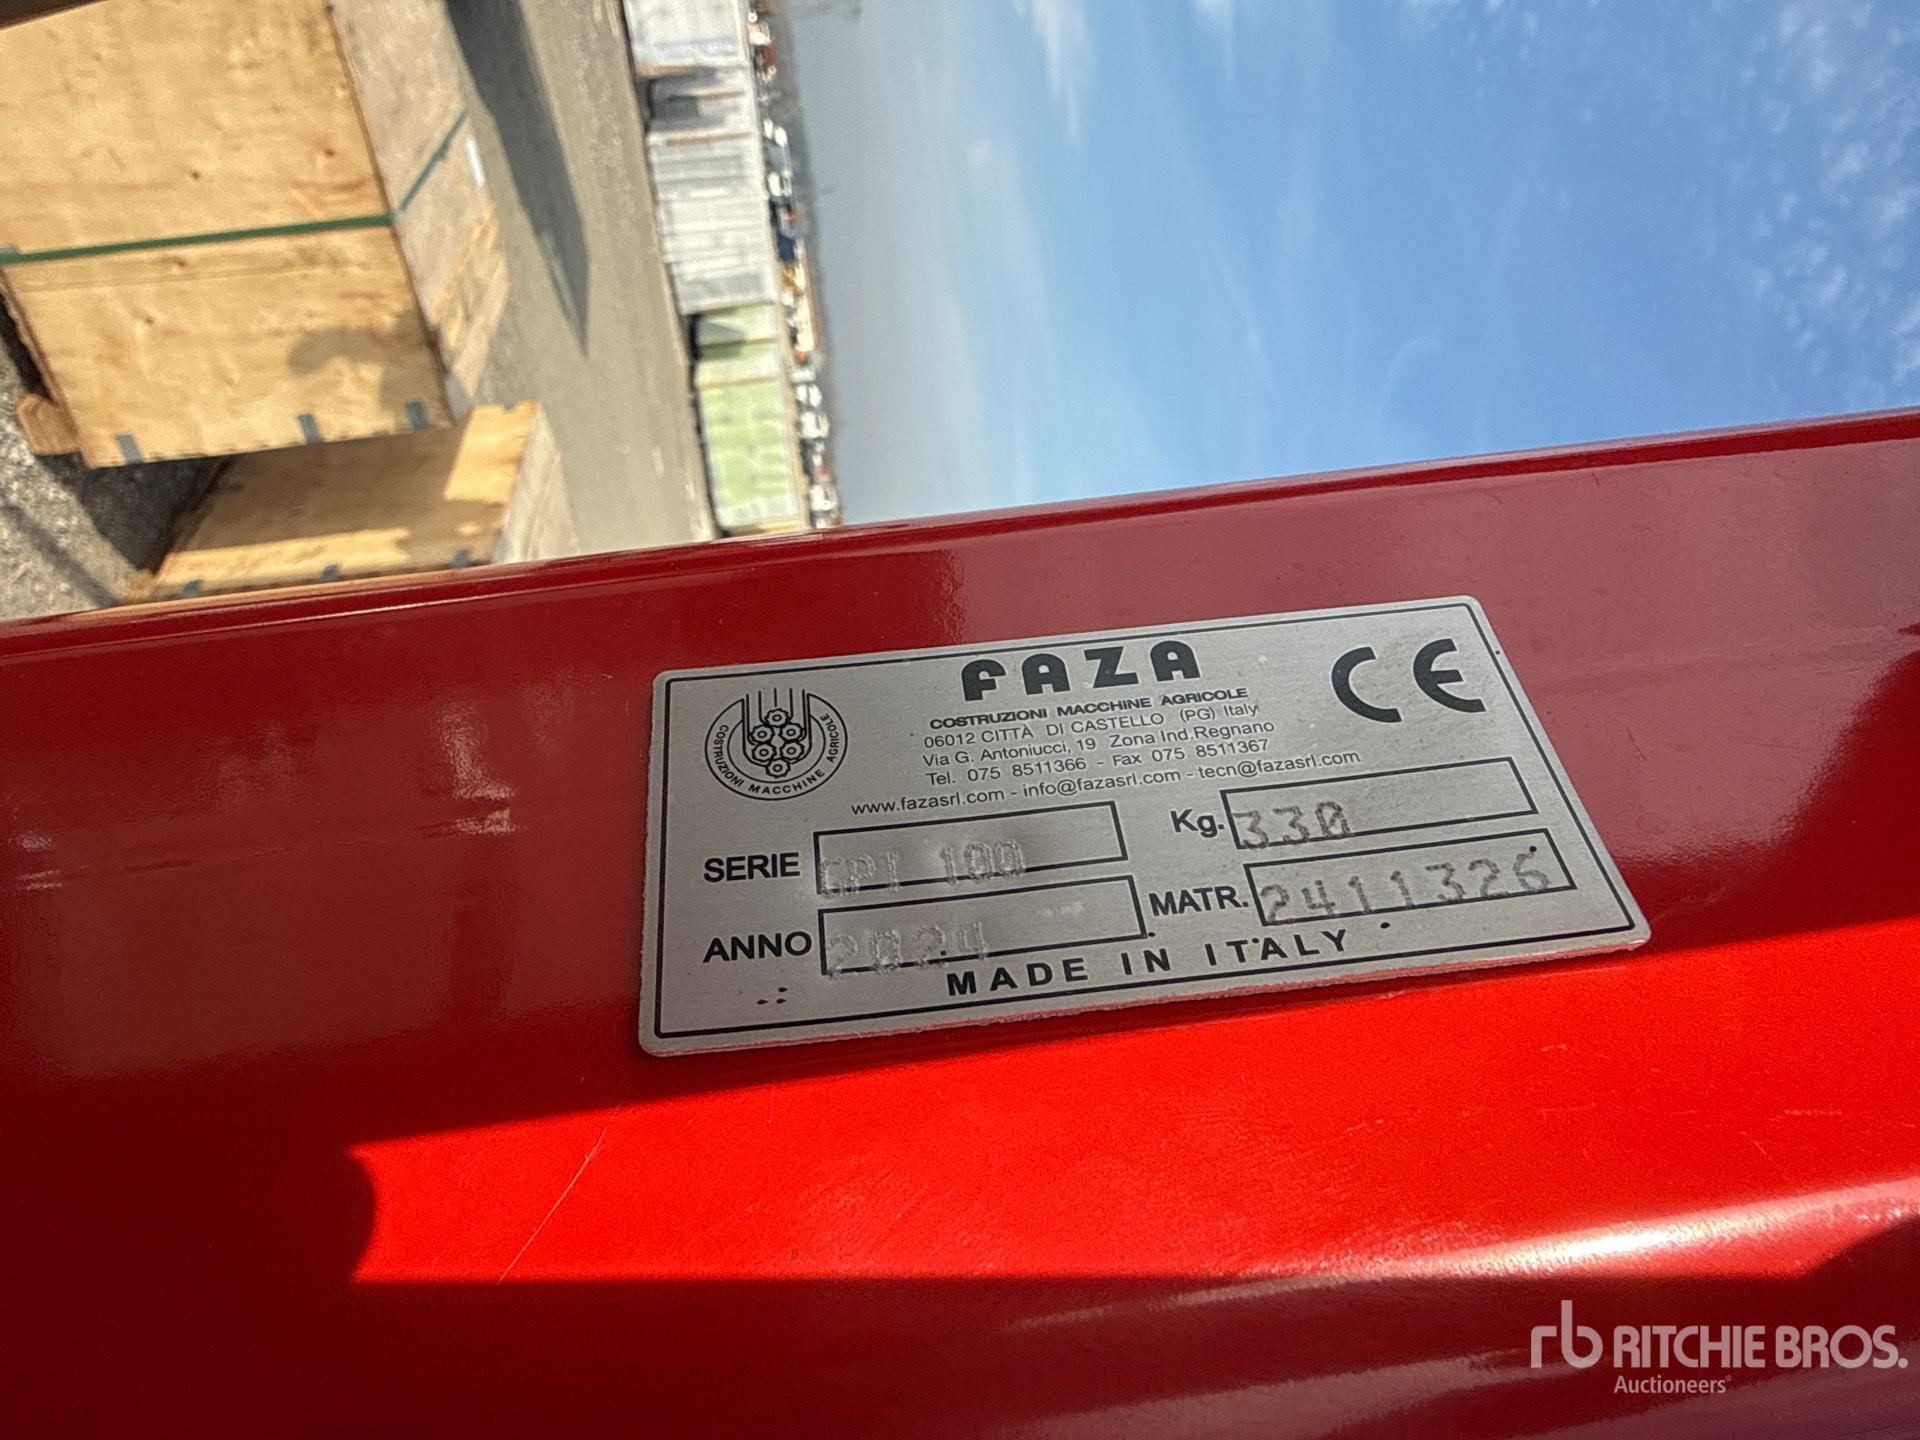 FAZA
CE
COSTRUZIONI MACCHINE AGRICOLE
COSTRUZIONI MACCHINE AGRICOLE
06012 CITTÀ DI CASTELLO (PG) Italy
Via G. Antoniucci, 19 Zona Ind.Regnano
Tel. 075 8511366 - Fax 075 8511367
www.fazasrl.com - info@fazasrl.com - tecn@fazasrl.com
SERIE GPI 100
Kg. 330
ANNO 2024
MATR. 2411326
MADE IN ITALY
rb RITCHIE BROS.
Auctioneers